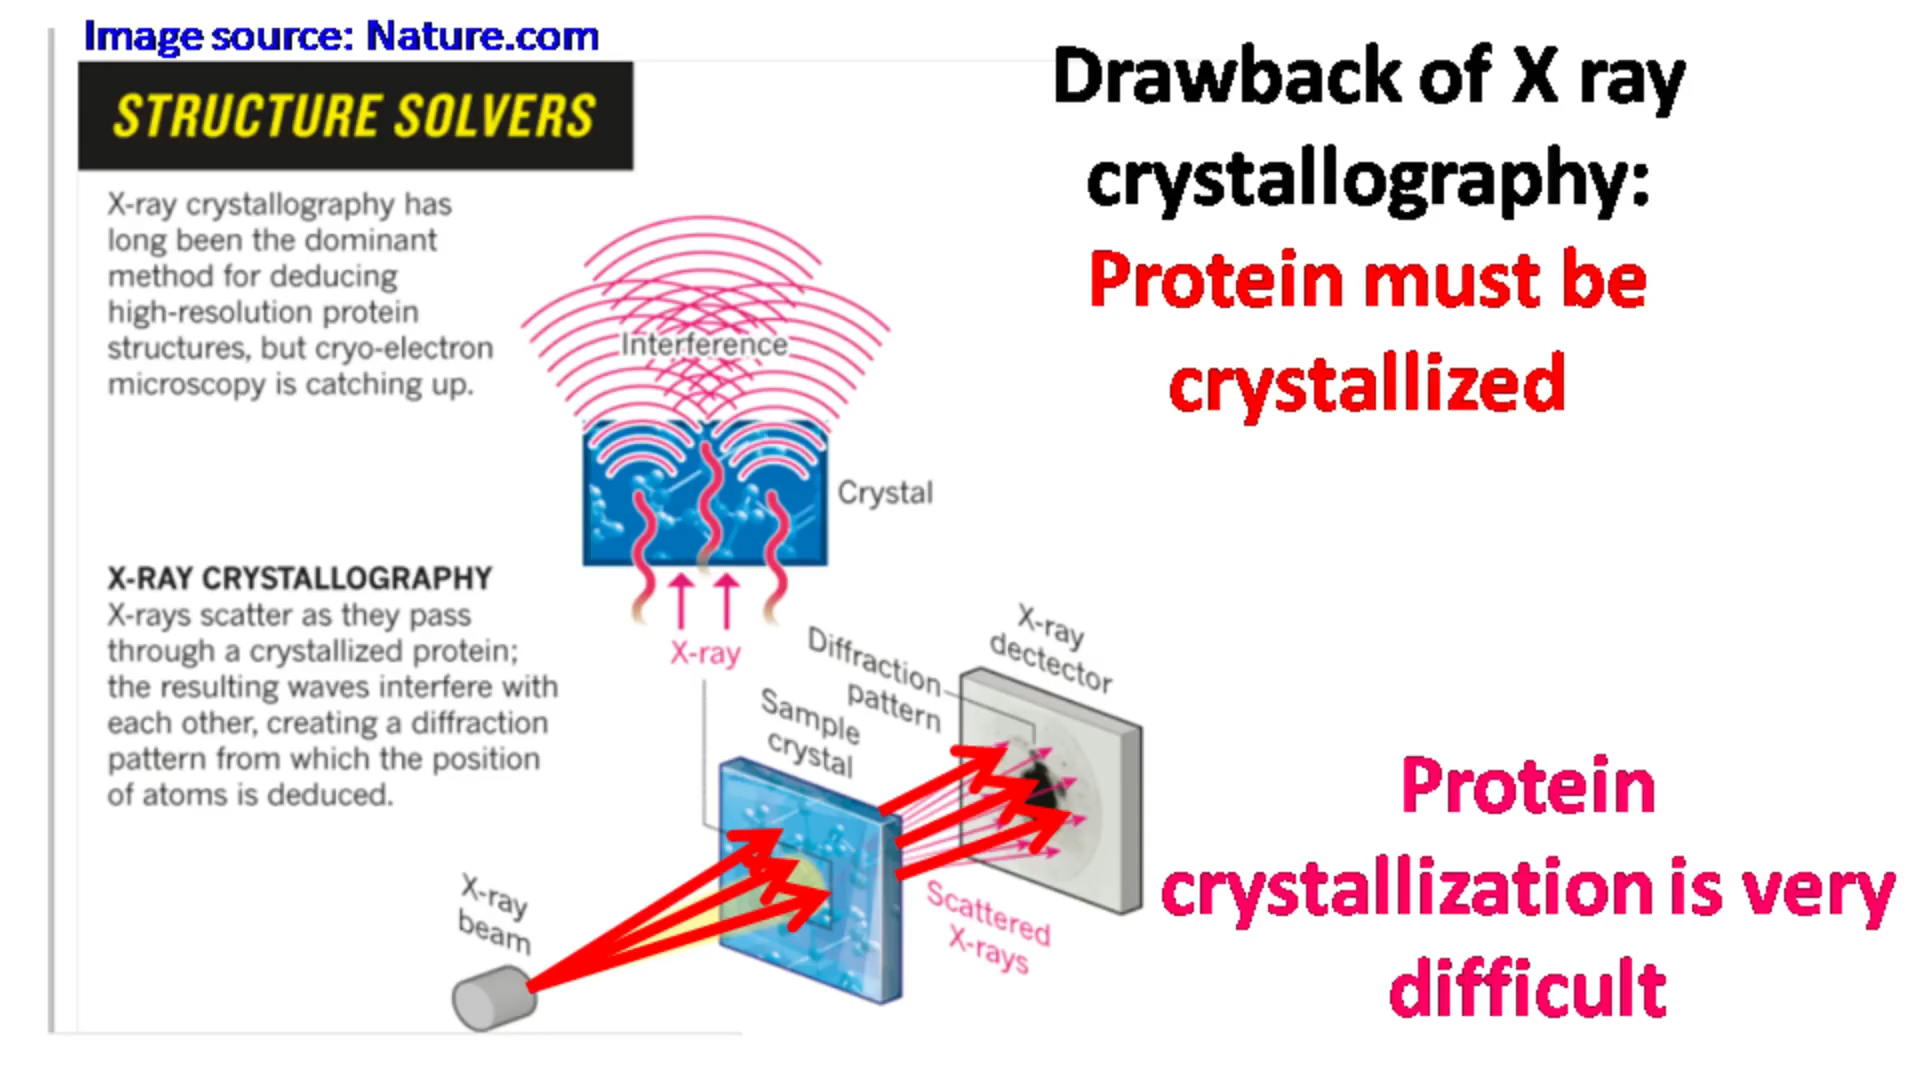 Image source: Nature.com
STRUCTURE SOLVERS
X-ray crystallography has
long been the dominant
method for deducing
high-resolution protein
structures, but cryo-electron
microscopy is catching up.
Interference
Crystal
X-ray
X-RAY CRYSTALLOGRAPHY
X-rays scatter as they pass
through a crystallized protein;
the resulting waves interfere with
each other, creating a diffraction
pattern from which the position
of atoms is deduced.
X-ray
beam
Sample
crystal
Diffraction
pattern
X-ray
dectector
Scattered
X-rays
Drawback of X ray
crystallography:
Protein must be
crystallized
Protein
crystallization is very
difficult